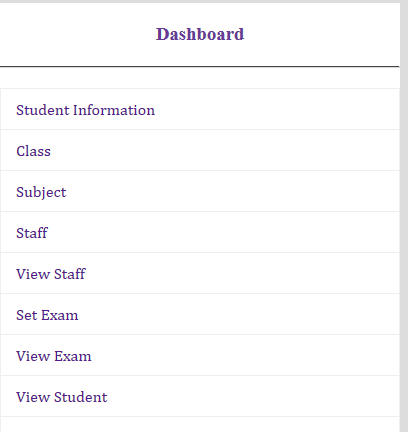 Dashboard
Student Information
Class
Subject
Staff
View Staff
Set Exam
View Exam
View Student